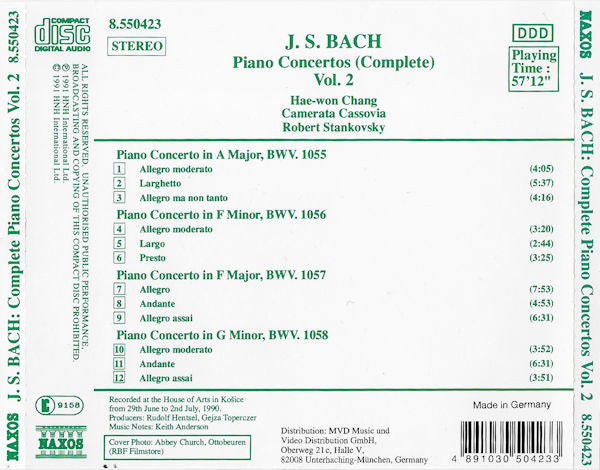 NAXOS J. S. BACH: Complete Piano Concertos Vol. 2 8.550423
COMPACT
disc
DIGITAL AUDIO
8.550423
STEREO
J. S. BACH
Piano Concertos (Complete)
Vol. 2
Hae-won Chang
Camerata Cassovia
Robert Stankovsky
DDD
Playing
Time :
57'12"
ALL RIGHTS RESERVED. UNAUTHORISED PUBLIC PERFORMANCE,
BROADCASTING AND COPYING OF THIS COMPACT DISC PROHIBITED.
℗ 1991 HNH International Ltd.
© 1991 HNH International Ltd.
Piano Concerto in A Major, BWV. 1055
1 Allegro moderato (4:05)
2 Larghetto (5:37)
3 Allegro ma non tanto (4:16)
Piano Concerto in F Minor, BWV. 1056
4 Allegro moderato (3:20)
5 Largo (2:44)
6 Presto (3:25)
Piano Concerto in F Major, BWV. 1057
7 Allegro (7:53)
8 Andante (4:53)
9 Allegro assai (6:31)
Piano Concerto in G Minor, BWV. 1058
10 Allegro moderato (3:52)
11 Andante (6:31)
12 Allegro assai (3:51)
E 9158
Recorded at the House of Arts in Košice
from 29th June to 2nd July, 1990.
Producers: Rudolf Hentsel, Gejza Toperczer
Music Notes: Keith Anderson
Cover Photo: Abbey Church, Ottobeuren
(RBF Filmstore)
Distribution: MVD Music und
Video Distribution GmbH,
Oberweg 21c, Halle V,
82008 Unterhaching-München, Germany
Made in Germany
4 891030 504233
NAXOS J. S. BACH: Complete Piano Concertos Vol. 2 8.550423